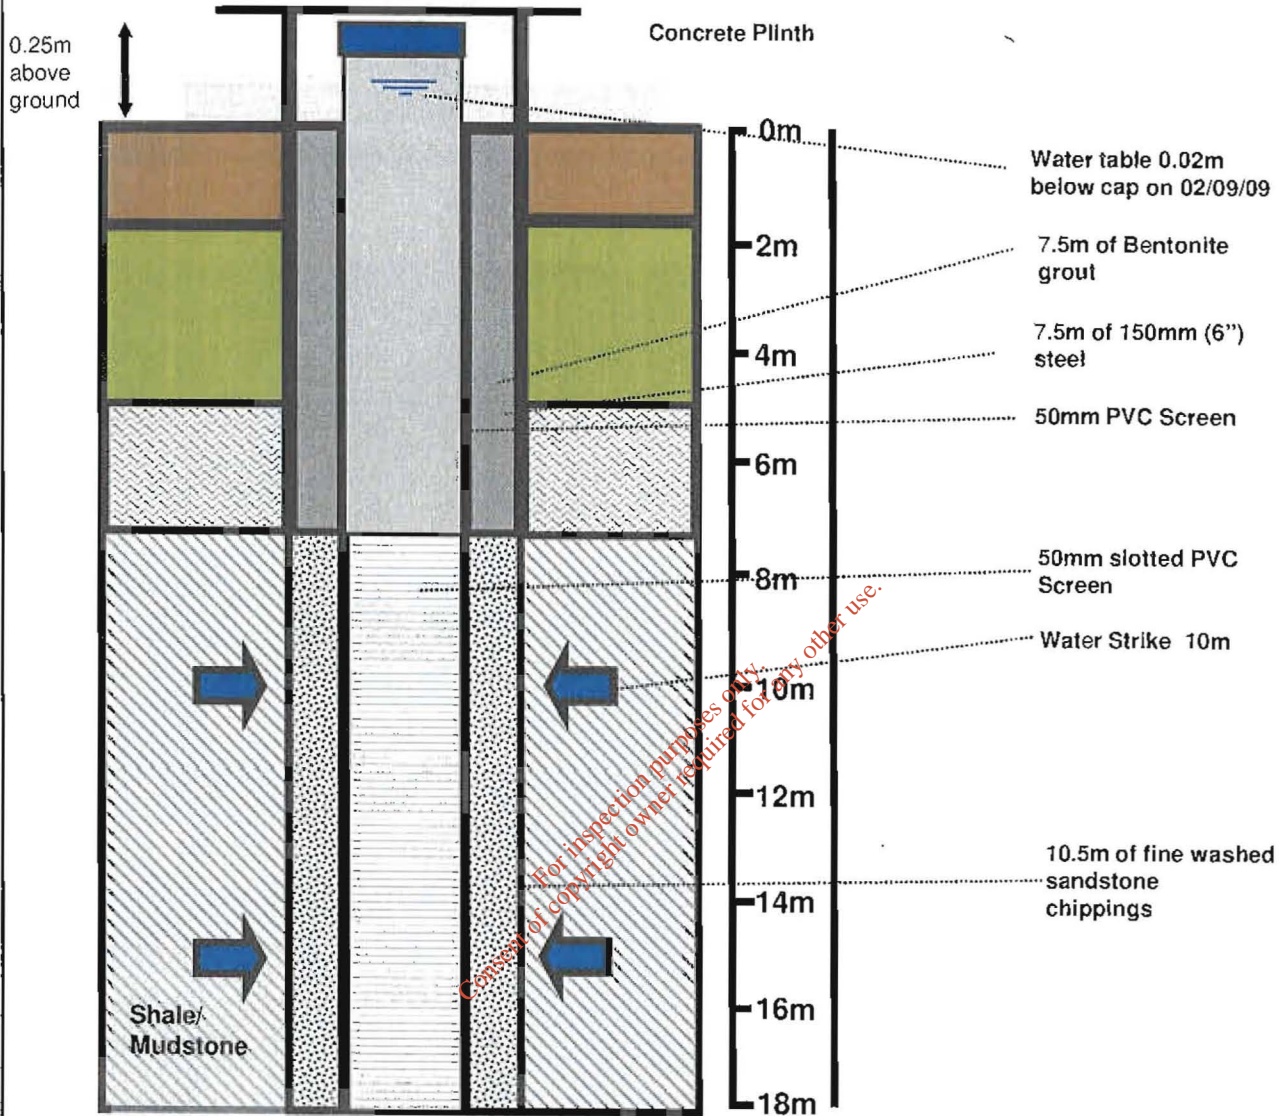 0.25m
above
ground
Concrete Plinth
0m
2m
4m
6m
8m
10m
12m
14m
16m
18m
Water table 0.02m
below cap on 02/09/09
7.5m of Bentonite
grout
7.5m of 150mm (6")
steel
50mm PVC Screen
50mm slotted PVC
Screen
Water Strike 10m
10.5m of fine washed
sandstone
chippings
Shale/
Mudstone
For inspection purposes only.
Consent of copyright owner required for any other use.